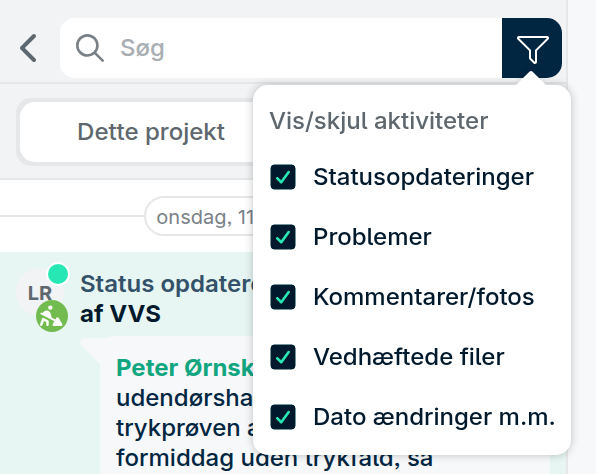 Søg
Vis/skjul aktiviteter
Dette projekt
Statusopdateringer
onsdag, 11
Problemer
LR
Status opdater
Kommentarer/fotos
af VVS
Vedhæftede filer
Peter Ørnsk
udendørsha
Dato ændringer m.m.
trykprøven
formiddag uden trykfald, så